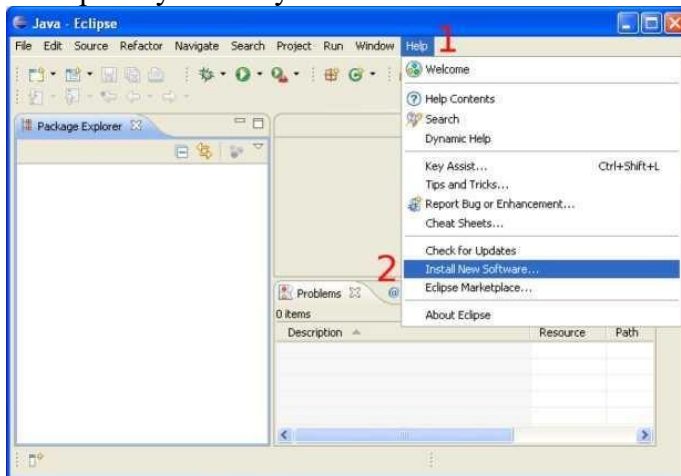 Java - Eclipse
File Edit Source Refactor Navigate Search Project Run Window Help 1
Welcome
Help Contents
Search
Dynamic Help
Key Assist... Ctrl+Shift+L
Tips and Tricks...
Report Bug or Enhancement...
Cheat Sheets...
Check for Updates
2 Install New Software...
Eclipse Marketplace...
About Eclipse
Package Explorer
Problems @
0 items
Description Resource Path